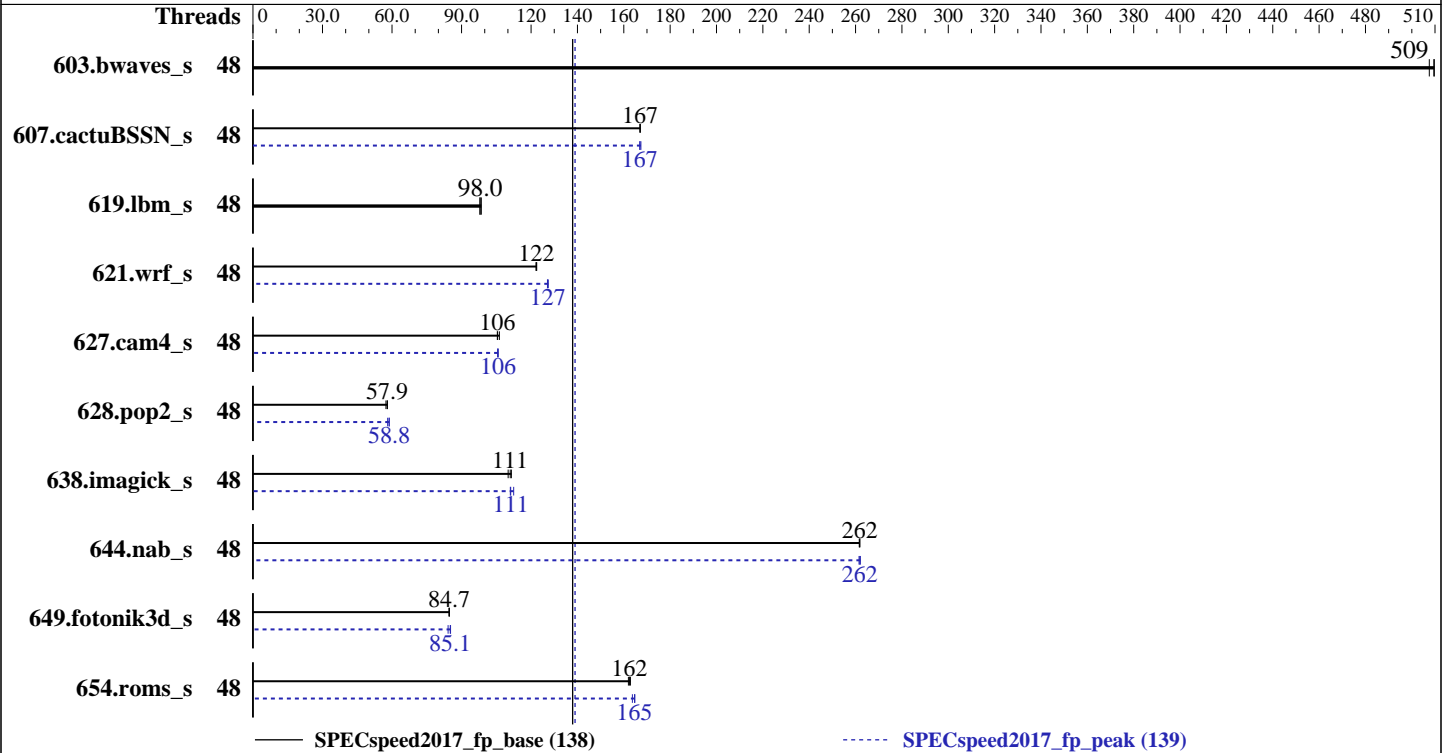 Threads 0 30.0 60.0 90.0 120 140 160 180 200 220 240 260 280 300 320 340 360 380 400 420 440 460 480 510
603.bwaves_s 48 509
607.cactuBSSN_s 48 167
167
619.lbm_s 48 98.0
621.wrf_s 48 122
127
627.cam4_s 48 106
106
628.pop2_s 48 57.9
58.8
638.imagick_s 48 111
111
644.nab_s 48 262
262
649.fotonik3d_s 48 84.7
85.1
654.roms_s 48 162
165
SPECspeed2017_fp_base (138) SPECspeed2017_fp_peak (139)